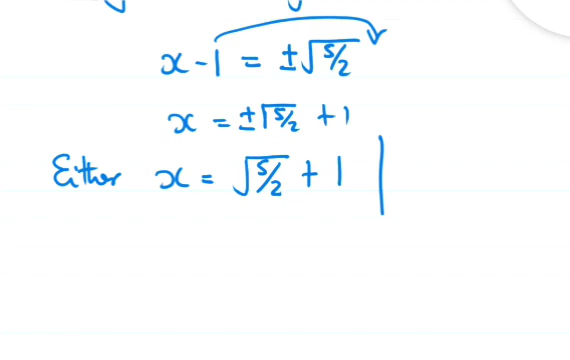 x - 1 = ±√5/2
x = ±√5/2 + 1
Either x = √5/2 + 1